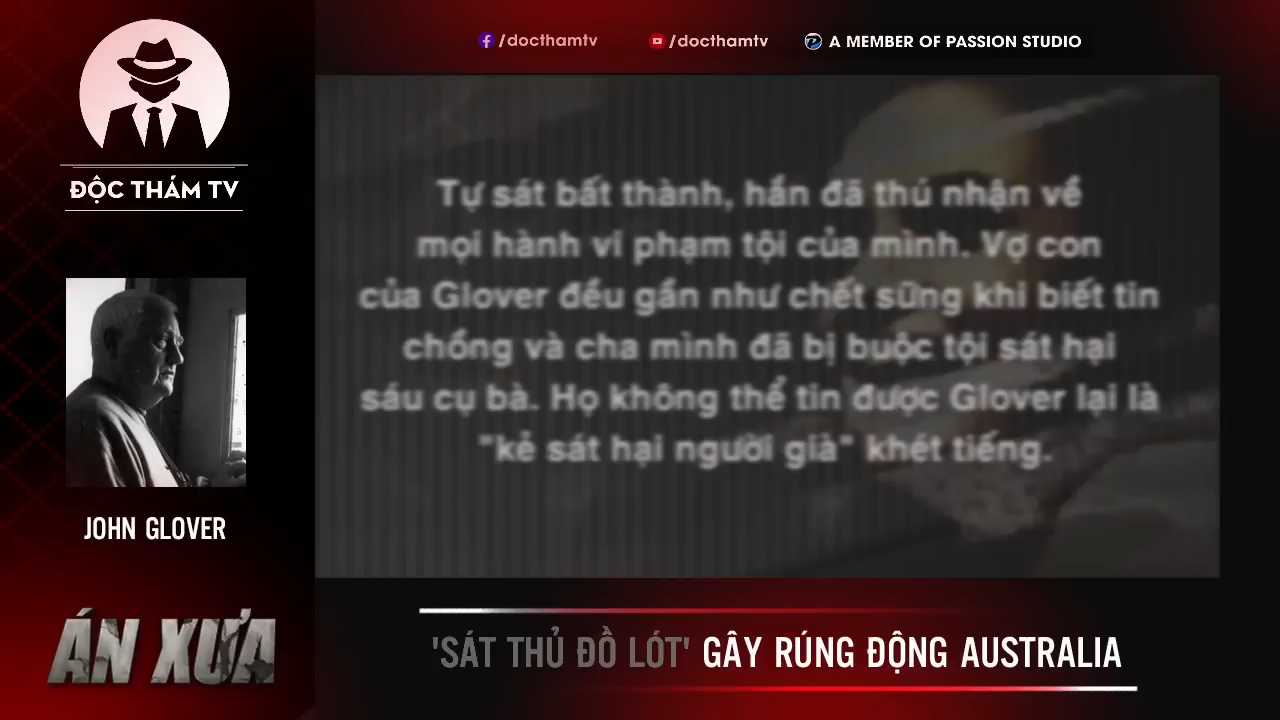 /docthamtv
/docthamtv
A MEMBER OF PASSION STUDIO
ĐỘC THÁM TV
Tự sát bất thành, hắn đã thú nhận về
mọi hành vi phạm tội của mình. Vợ con
của Glover đều gần như chết sững khi biết tin
chồng và cha mình đã bị buộc tội sát hại
sáu cụ bà. Họ không thể tin được Glover lại là
"kẻ sát hại người già" khét tiếng.
JOHN GLOVER
ÁN XƯA
'SÁT THỦ ĐỒ LÓT' GÂY RÚNG ĐỘNG AUSTRALIA